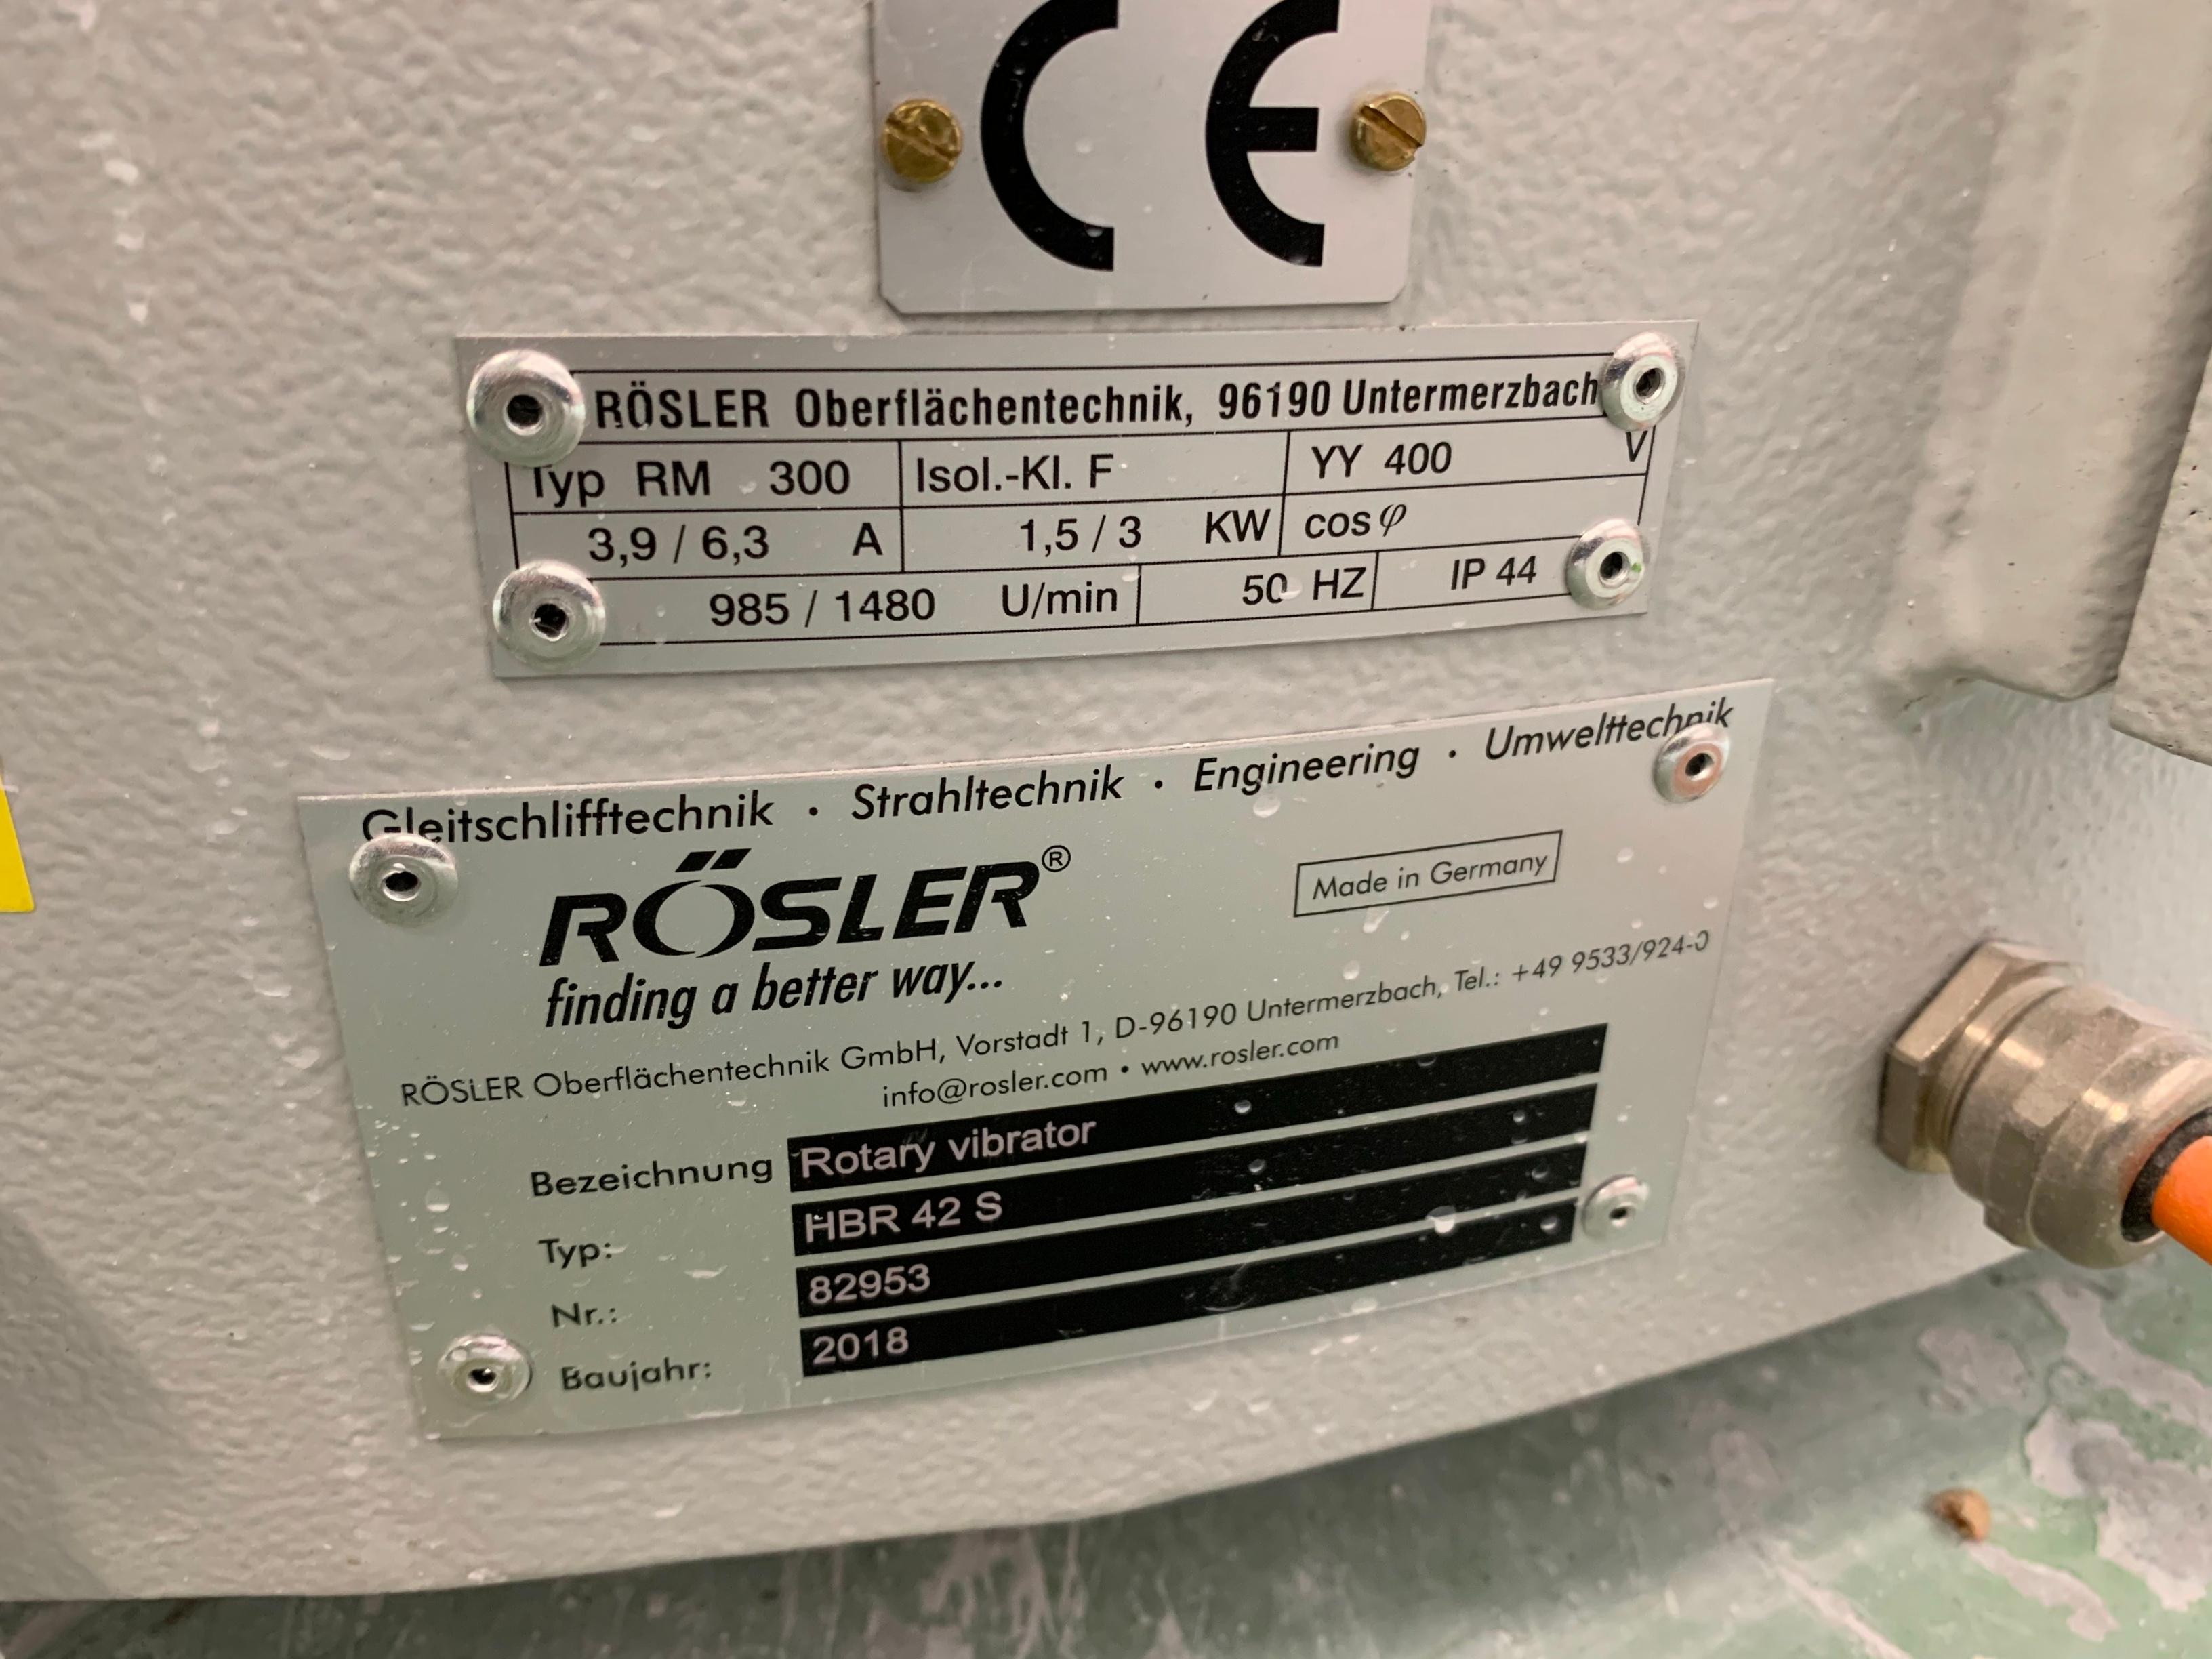 CE
RÖSLER Oberflächentechnik, 96190 Untermerzbach
Typ RM 300 Isol.-Kl. F YY 400 V
3,9 / 6,3 A 1,5 / 3 KW cos φ
985 / 1480 U/min 50 HZ IP 44
Gleitschlifftechnik · Strahltechnik · Engineering · Umwelttechnik
RÖSLER®
Made in Germany
finding a better way...
RÖSLER Oberflächentechnik GmbH, Vorstadt 1, D-96190 Untermerzbach, Tel.: +49 9533/924-0
info@rosler.com • www.rosler.com
Bezeichnung Rotary vibrator
Typ: HBR 42 S
Nr.: 82953
Baujahr: 2018